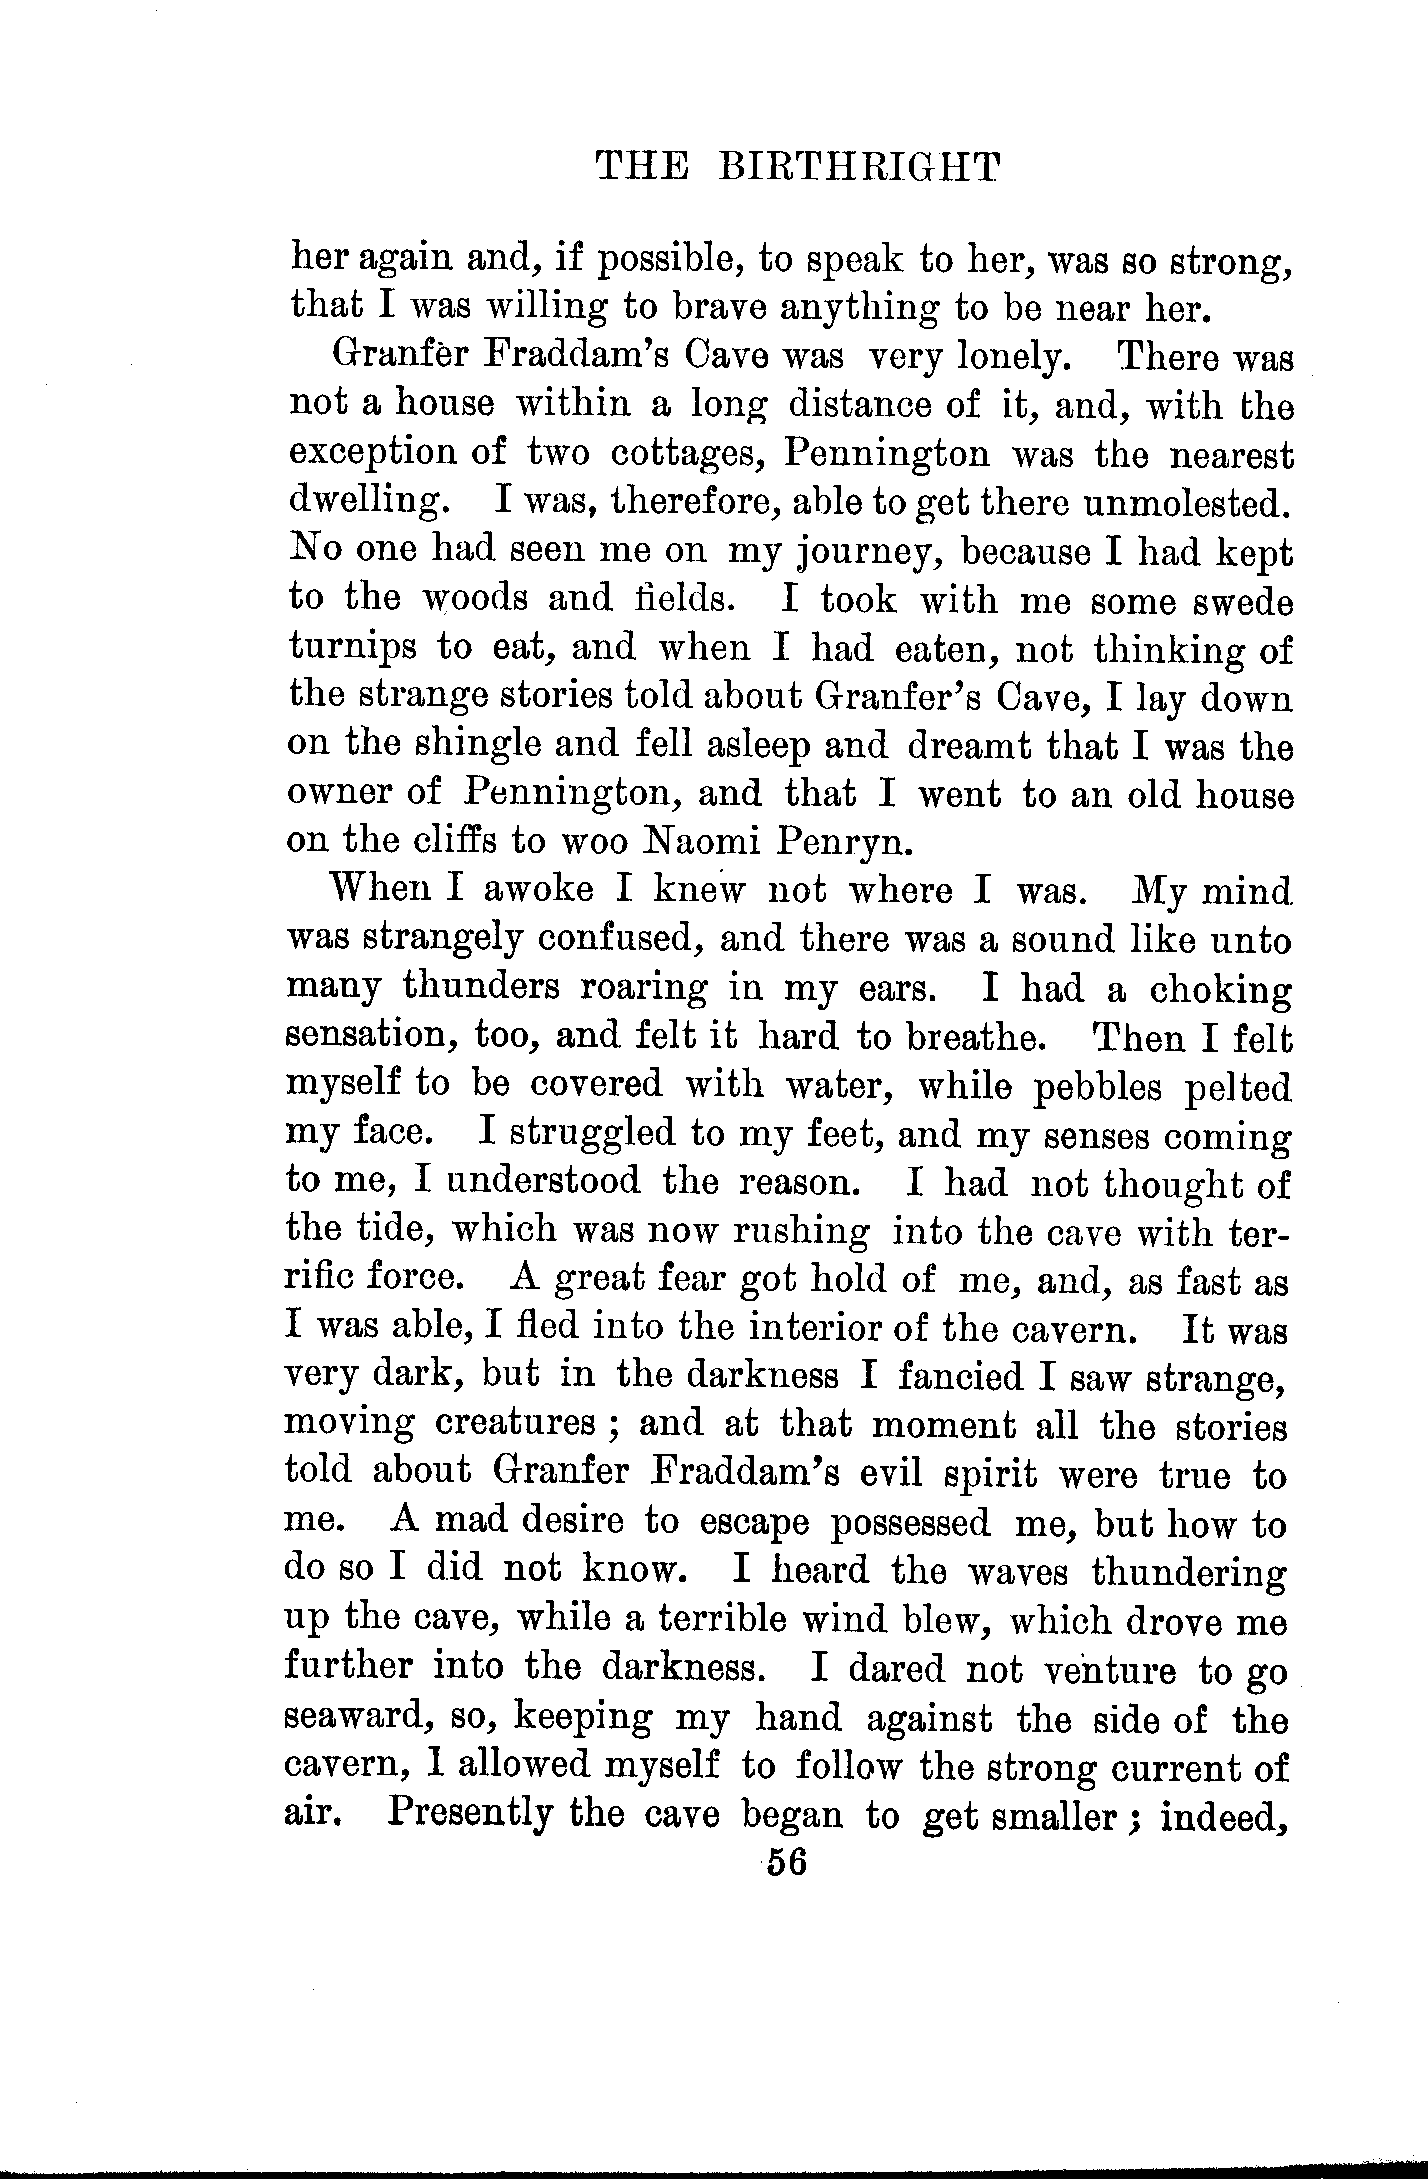 THE BIRTHRIGHT
her again and, if possible, to speak to her, was so strong,
that I was willing to brave anything to be near her.
Granfer Fraddam's Cave was very lonely. There was
not a house within a long distance of it, and, with the
exception of two cottages, Pennington was the nearest
dwelling. I was, therefore, able to get there unmolested.
No one had seen me on my journey, because I had kept
to the woods and fields. I took with me some swede
turnips to eat, and when I had eaten, not thinking of
the strange stories told about Granfer's Cave, I lay down
on the shingle and fell asleep and dreamt that I was the
owner of Pennington, and that I went to an old house
on the cliffs to woo Naomi Penryn.
When I awoke I knew not where I was. My mind
was strangely confused, and there was a sound like unto
many thunders roaring in my ears. I had a choking
sensation, too, and felt it hard to breathe. Then I felt
myself to be covered with water, while pebbles pelted
my face. I struggled to my feet, and my senses coming
to me, I understood the reason. I had not thought of
the tide, which was now rushing into the cave with ter-
rific force. A great fear got hold of me, and, as fast as
I was able, I fled into the interior of the cavern. It was
very dark, but in the darkness I fancied I saw strange,
moving creatures ; and at that moment all the stories
told about Granfer Fraddam's evil spirit were true to
me. A mad desire to escape possessed me, but how to
do so I did not know. I heard the waves thundering
up the cave, while a terrible wind blew, which drove me
further into the darkness. I dared not venture to go
seaward, so, keeping my hand against the side of the
cavern, I allowed myself to follow the strong current of
air. Presently the cave began to get smaller ; indeed,
56